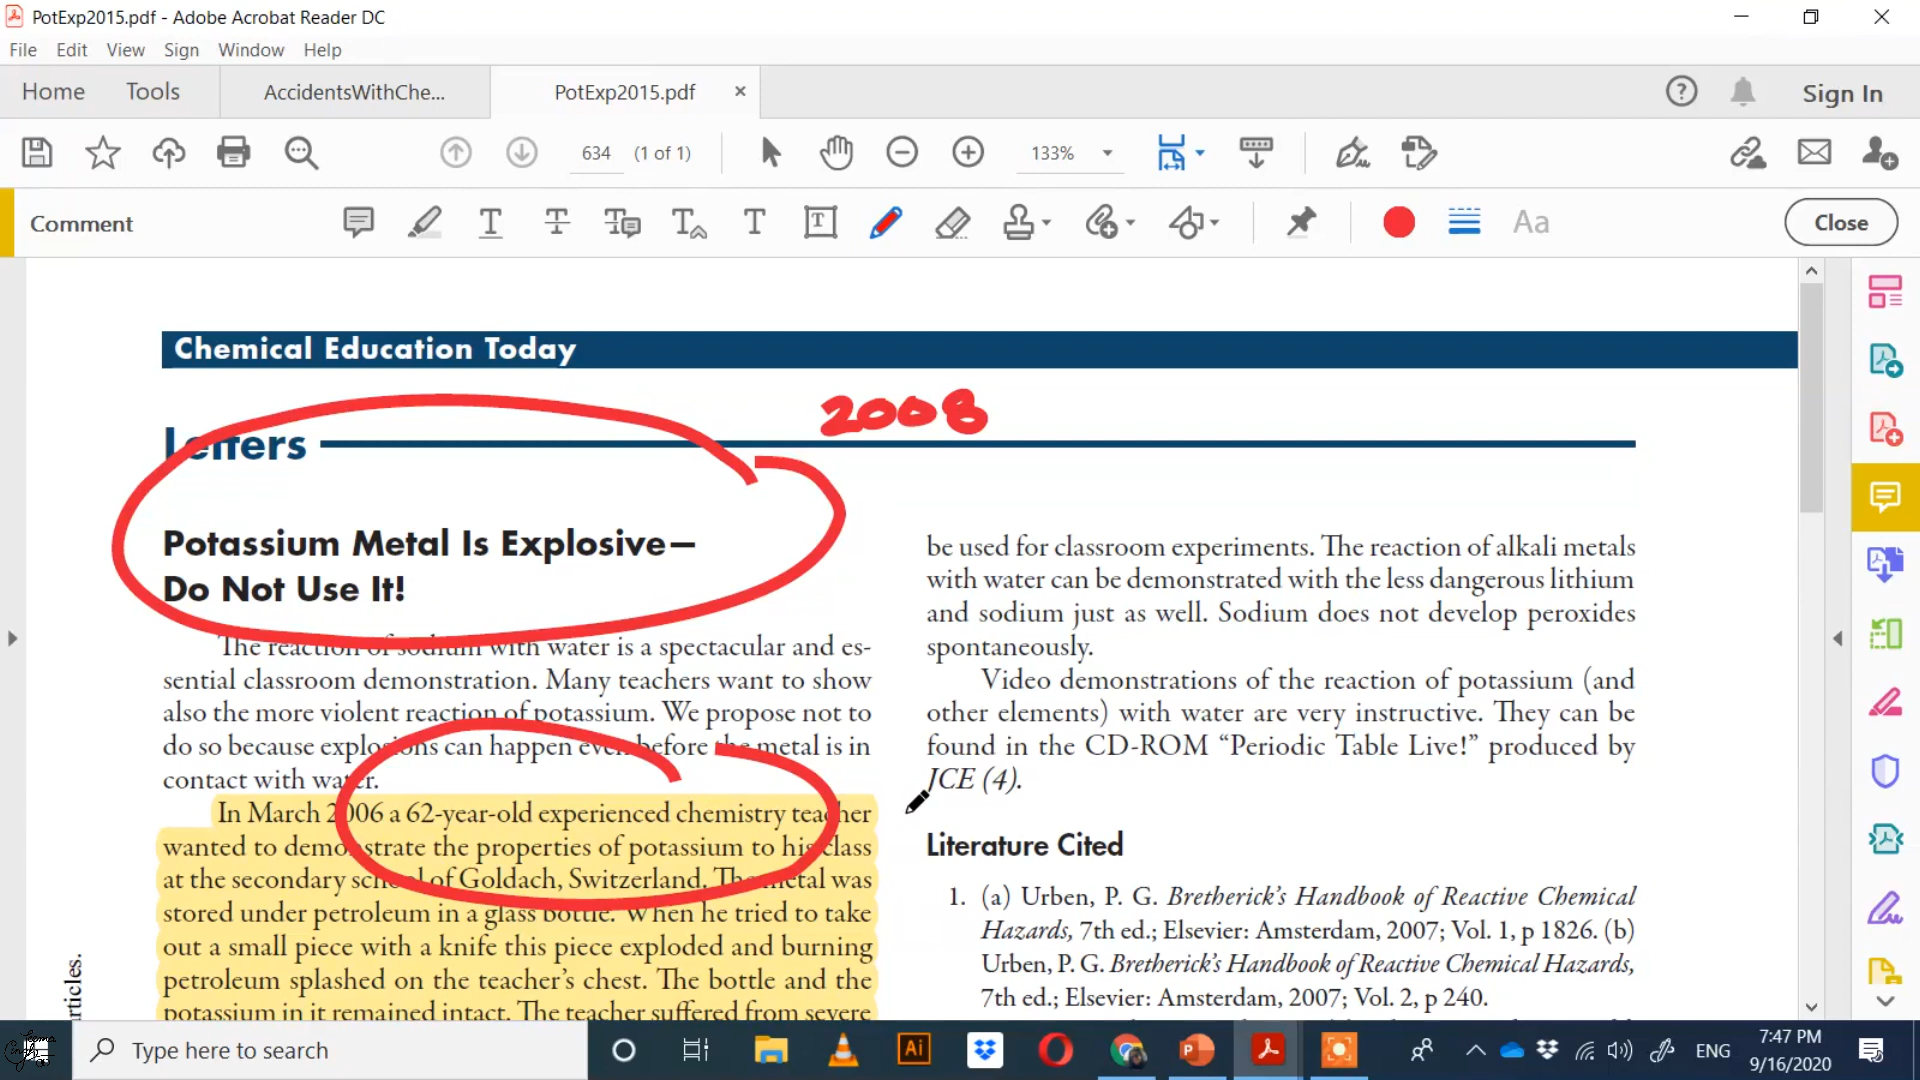 PotExp2015.pdf - Adobe Acrobat Reader DC
File Edit View Sign Window Help
Home Tools AccidentsWithChe... PotExp2015.pdf × Sign In
634 (1 of 1) 133%
Comment Aa Close
Chemical Education Today
2008
Letters
Potassium Metal Is Explosive—
Do Not Use It!
The reaction of sodium with water is a spectacular and es-
sential classroom demonstration. Many teachers want to show
also the more violent reaction of potassium. We propose not to
do so because explosions can happen even before the metal is in
contact with water.
In March 2006 a 62-year-old experienced chemistry teacher
wanted to demonstrate the properties of potassium to his class
at the secondary school of Goldach, Switzerland. The metal was
stored under petroleum in a glass bottle. When he tried to take
out a small piece with a knife this piece exploded and burning
petroleum splashed on the teacher's chest. The bottle and the
potassium in it remained intact. The teacher suffered from severe
be used for classroom experiments. The reaction of alkali metals
with water can be demonstrated with the less dangerous lithium
and sodium just as well. Sodium does not develop peroxides
spontaneously.
Video demonstrations of the reaction of potassium (and
other elements) with water are very instructive. They can be
found in the CD-ROM “Periodic Table Live!” produced by
JCE (4).
Literature Cited
1. (a) Urben, P. G. Bretherick's Handbook of Reactive Chemical
Hazards, 7th ed.; Elsevier: Amsterdam, 2007; Vol. 1, p 1826. (b)
Urben, P. G. Bretherick's Handbook of Reactive Chemical Hazards,
7th ed.; Elsevier: Amsterdam, 2007; Vol. 2, p 240.
rticles.
Type here to search
Ai
ENG
7:47 PM
9/16/2020